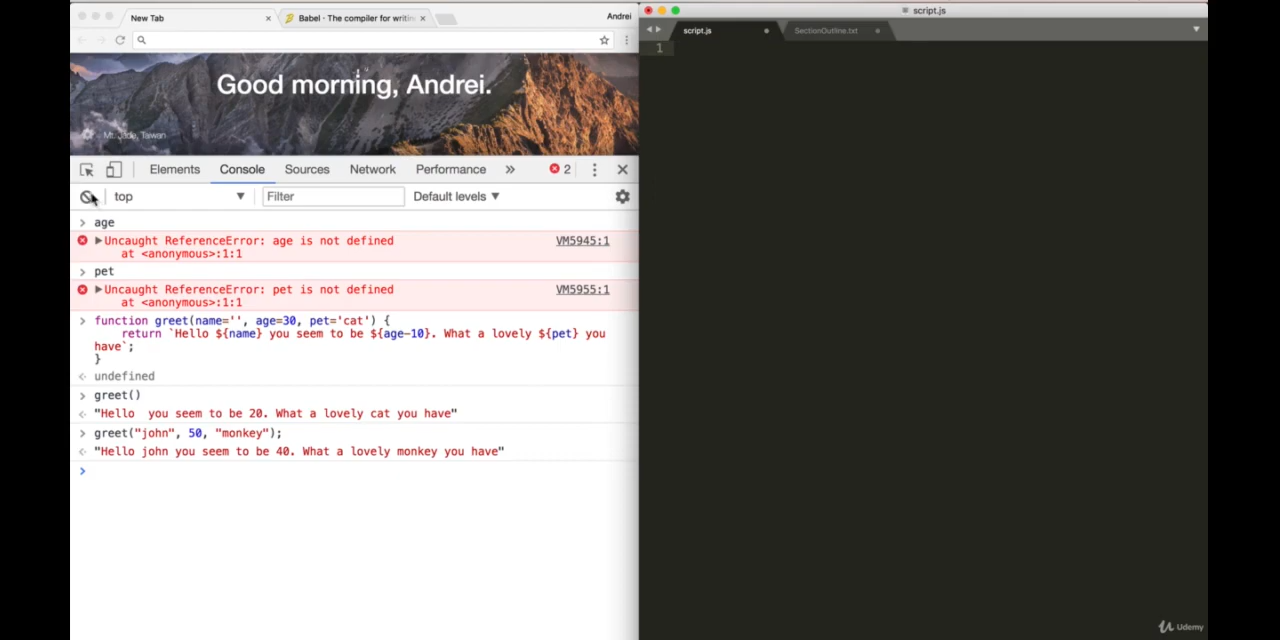 New Tab
Babel · The compiler for writin
Andrei
script.js
script.js
SectionOutline.txt
1
Good morning, Andrei.
Mt. Jade, Taiwan
Elements
Console
Sources
Network
Performance
2
top
Filter
Default levels
age
Uncaught ReferenceError: age is not defined VM5945:1
at <anonymous>:1:1
pet
Uncaught ReferenceError: pet is not defined VM5955:1
at <anonymous>:1:1
function greet(name='', age=30, pet='cat') {
return `Hello ${name} you seem to be ${age-10}. What a lovely ${pet} you
have`;
}
undefined
greet()
"Hello  you seem to be 20. What a lovely cat you have"
greet("john", 50, "monkey");
"Hello john you seem to be 40. What a lovely monkey you have"
Udemy